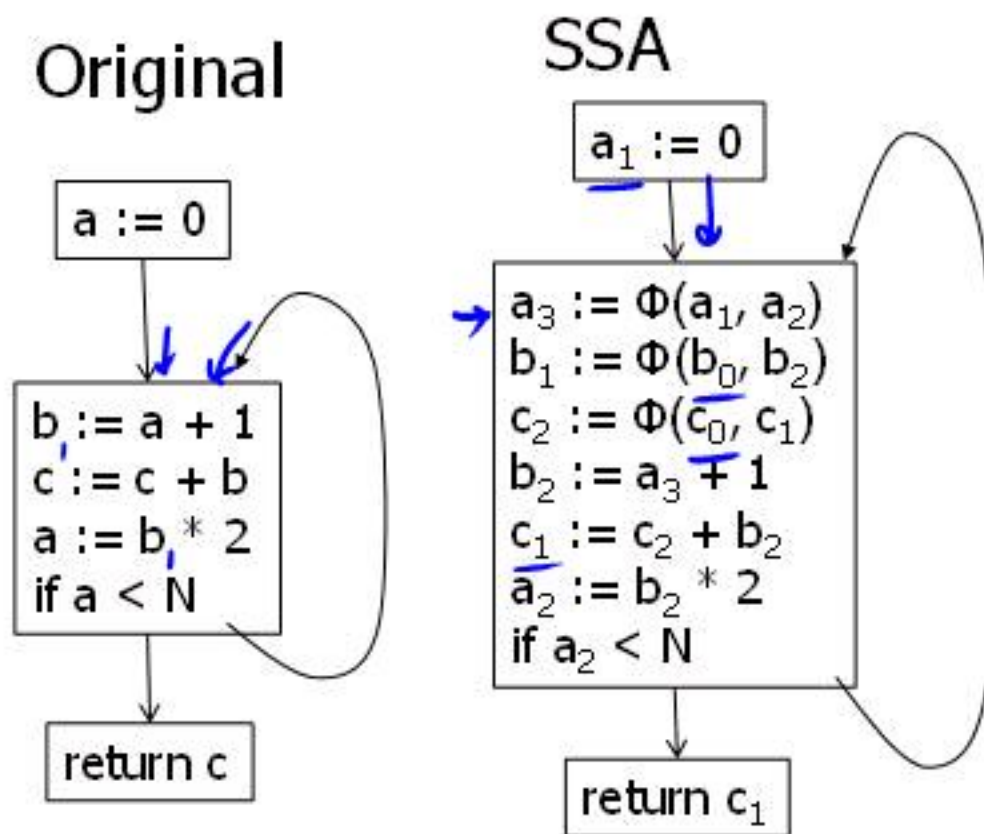 Original
a := 0
b := a + 1
c := c + b
a := b * 2
if a < N
return c
SSA
a₁ := 0
a₃ := Φ(a₁, a₂)
b₁ := Φ(b₀, b₂)
c₂ := Φ(c₀, c₁)
b₂ := a₃ + 1
c₁ := c₂ + b₂
a₂ := b₂ * 2
if a₂ < N
return c₁